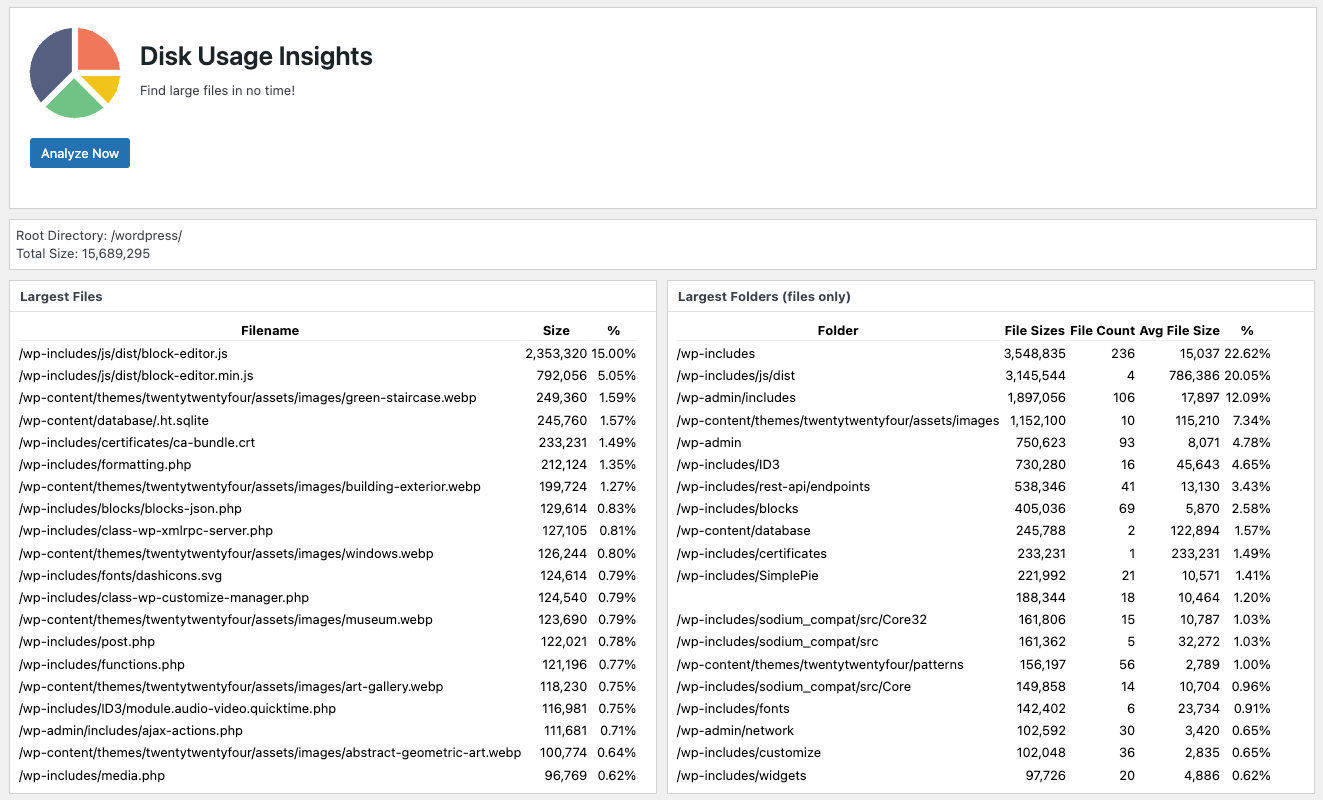 Disk Usage Insights
Find large files in no time!
Analyze Now
Root Directory: /wordpress/
Total Size: 15,689,295
Largest Files
Filename Size %
/wp-includes/js/dist/block-editor.js 2,353,320 15.00%
/wp-includes/js/dist/block-editor.min.js 792,056 5.05%
/wp-content/themes/twentytwentyfour/assets/images/green-staircase.webp 249,360 1.59%
/wp-content/database/.ht.sqlite 245,760 1.57%
/wp-includes/certificates/ca-bundle.crt 233,231 1.49%
/wp-includes/formatting.php 212,124 1.35%
/wp-content/themes/twentytwentyfour/assets/images/building-exterior.webp 199,724 1.27%
/wp-includes/blocks/blocks-json.php 129,614 0.83%
/wp-includes/class-wp-xmlrpc-server.php 127,105 0.81%
/wp-content/themes/twentytwentyfour/assets/images/windows.webp 126,244 0.80%
/wp-includes/fonts/dashicons.svg 124,614 0.79%
/wp-includes/class-wp-customize-manager.php 124,540 0.79%
/wp-content/themes/twentytwentyfour/assets/images/museum.webp 123,690 0.79%
/wp-includes/post.php 122,021 0.78%
/wp-includes/functions.php 121,196 0.77%
/wp-content/themes/twentytwentyfour/assets/images/art-gallery.webp 118,230 0.75%
/wp-includes/ID3/module.audio-video.quicktime.php 116,981 0.75%
/wp-admin/includes/ajax-actions.php 111,681 0.71%
/wp-content/themes/twentytwentyfour/assets/images/abstract-geometric-art.webp 100,774 0.64%
/wp-includes/media.php 96,769 0.62%
Largest Folders (files only)
Folder File Sizes File Count Avg File Size %
/wp-includes 3,548,835 236 15,037 22.62%
/wp-includes/js/dist 3,145,544 4 786,386 20.05%
/wp-admin/includes 1,897,056 106 17,897 12.09%
/wp-content/themes/twentytwentyfour/assets/images 1,152,100 10 115,210 7.34%
/wp-admin 750,623 93 8,071 4.78%
/wp-includes/ID3 730,280 16 45,643 4.65%
/wp-includes/rest-api/endpoints 538,346 41 13,130 3.43%
/wp-includes/blocks 405,036 69 5,870 2.58%
/wp-content/database 245,788 2 122,894 1.57%
/wp-includes/certificates 233,231 1 233,231 1.49%
/wp-includes/SimplePie 221,992 21 10,571 1.41%
188,344 18 10,464 1.20%
/wp-includes/sodium_compat/src/Core32 161,806 15 10,787 1.03%
/wp-includes/sodium_compat/src 161,362 5 32,272 1.03%
/wp-content/themes/twentytwentyfour/patterns 156,197 56 2,789 1.00%
/wp-includes/sodium_compat/src/Core 149,858 14 10,704 0.96%
/wp-includes/fonts 142,402 6 23,734 0.91%
/wp-admin/network 102,592 30 3,420 0.65%
/wp-includes/customize 102,048 36 2,835 0.65%
/wp-includes/widgets 97,726 20 4,886 0.62%